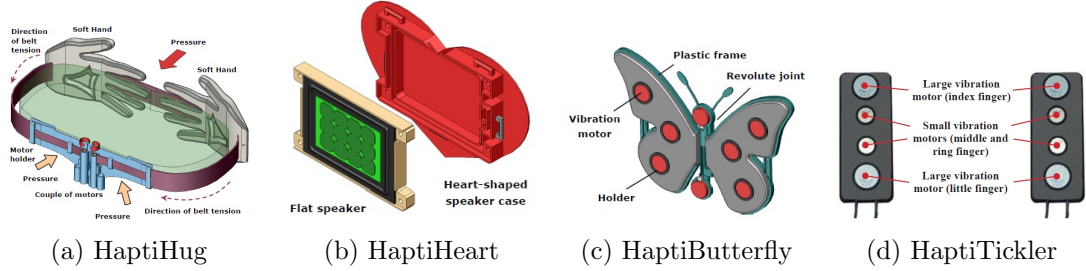 Direction
of belt
tension
Soft Hand
Pressure
Soft Hand
Motor
holder
Pressure
Couple of motors
Pressure
Direction of belt tension
(a) HaptiHug
Flat speaker
Heart-shaped
speaker case
(b) HaptiHeart
Plastic frame
Revolute joint
Vibration
motor
Holder
(c) HaptiButterfly
Large vibration
motor (index finger)
Small vibration
motors (middle and
ring finger)
Large vibration
motor (little finger)
(d) HaptiTickler